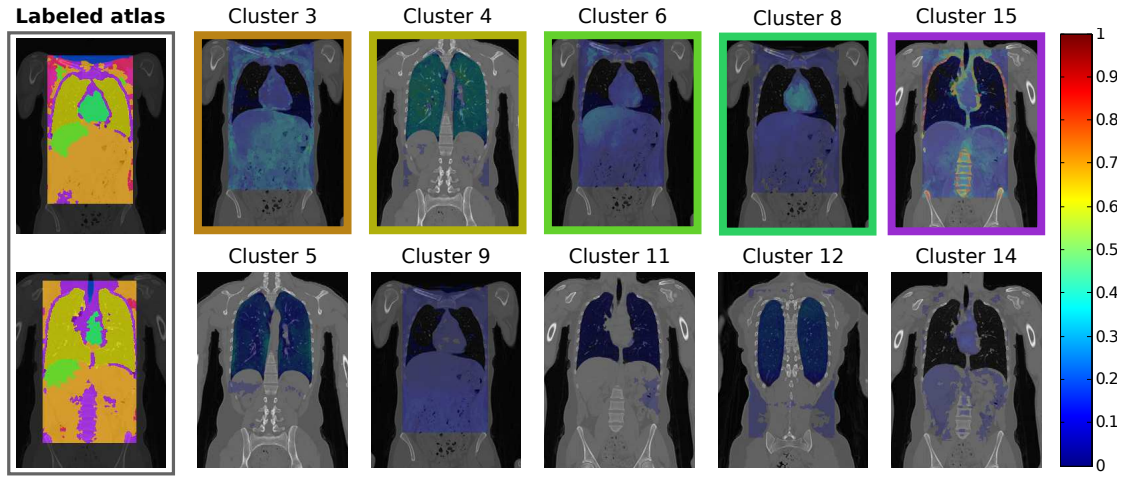 Labeled atlas
Cluster 3
Cluster 4
Cluster 6
Cluster 8
Cluster 15
Cluster 5
Cluster 9
Cluster 11
Cluster 12
Cluster 14
1
0.9
0.8
0.7
0.6
0.5
0.4
0.3
0.2
0.1
0